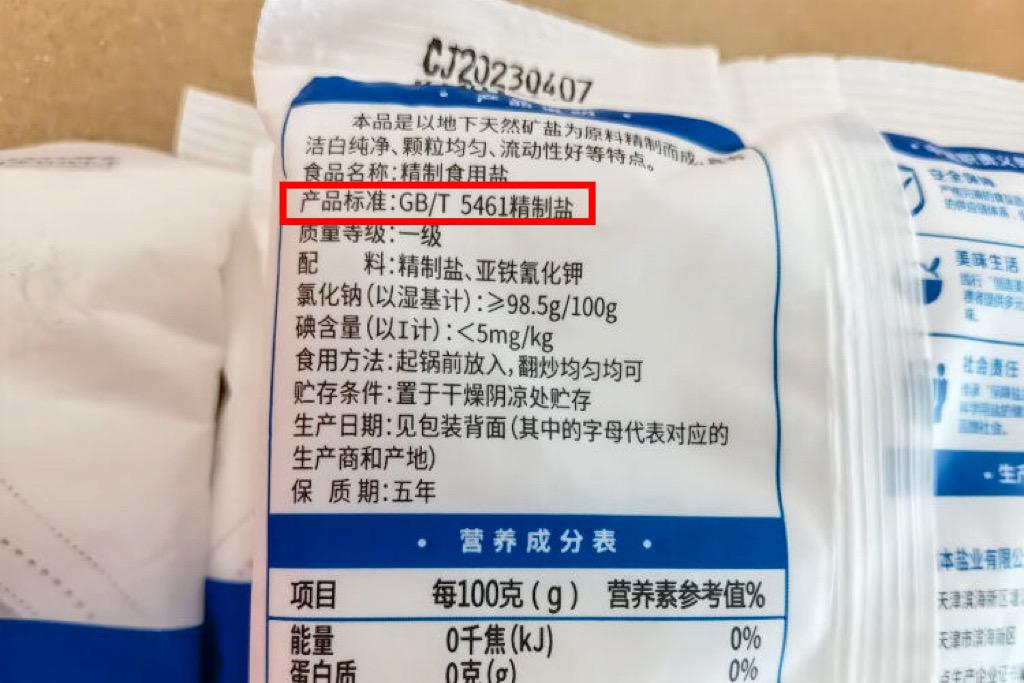 CJ20230407
本品是以地下天然矿盐为原料精制而成,具有
洁白纯净、颗粒均匀、流动性好等特点。
食品名称:精制食用盐
产品标准:GB/T 5461精制盐
质量等级:一级
配 料:精制盐、亚铁氰化钾
氯化钠(以湿基计):≥98.5g/100g
碘含量(以I计):<5mg/kg
食用方法:起锅前放入,翻炒均匀均可
贮存条件:置于干燥阴凉处贮存
生产日期:见包装背面(其中的字母代表对应的
生产商和产地)
保 质 期:五年
· 营养成分表 ·
项目 每100克(g) 营养素参考值%
能量 0千焦(kJ) 0%
蛋白质 0克(g) 0%
安全保障
美味生活
社会责任
·生产
本盐业有限公
天津滨海新区
天津市滨海新区